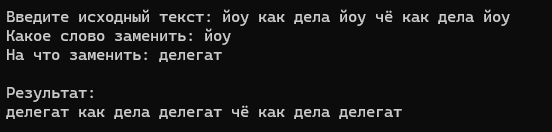 Введите исходный текст: йоу как дела йоу чё как дела йоу
Какое слово заменить: йоу
На что заменить: делегат
Результат:
делегат как дела делегат чё как дела делегат